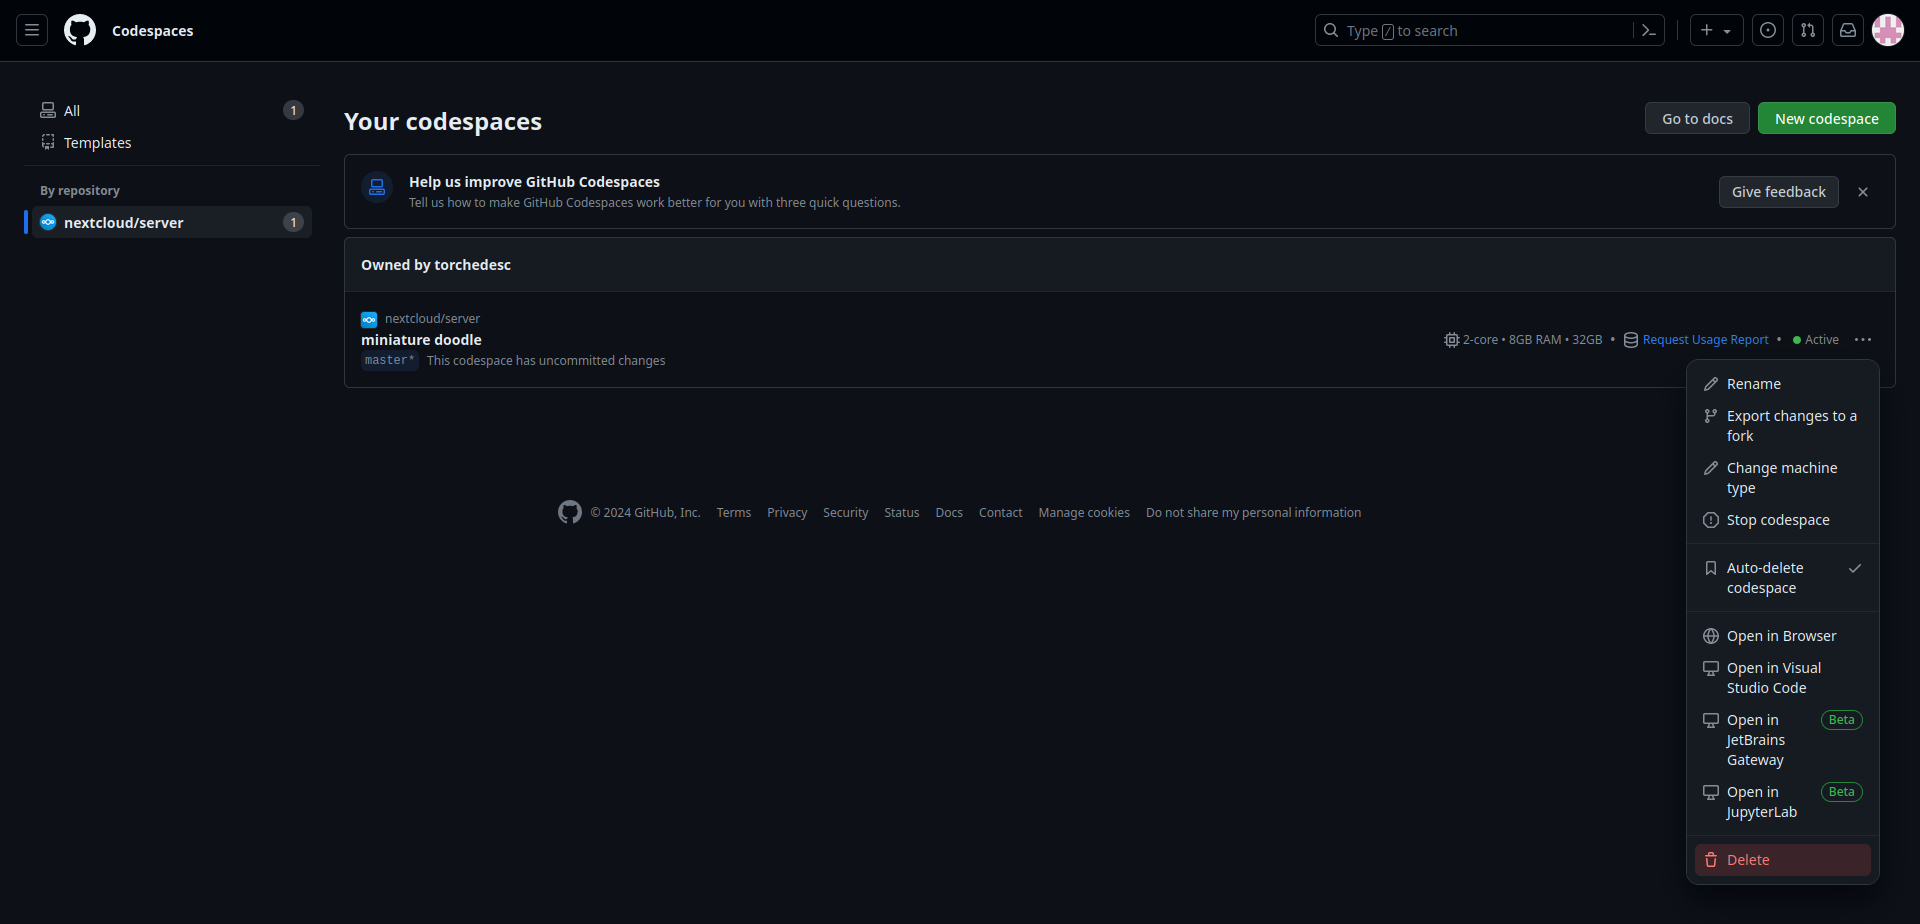 Codespaces
Type / to search
All 1
Templates
By repository
nextcloud/server 1
Your codespaces
Go to docs
New codespace
Help us improve GitHub Codespaces
Tell us how to make GitHub Codespaces work better for you with three quick questions.
Give feedback
Owned by torchedesc
nextcloud/server
miniature doodle
master* This codespace has uncommitted changes
2-core • 8GB RAM • 32GB • Request Usage Report • Active
Rename
Export changes to a
fork
Change machine
type
Stop codespace
Auto-delete
codespace
Open in Browser
Open in Visual
Studio Code
Open in Beta
JetBrains
Gateway
Open in Beta
JupyterLab
Delete
© 2024 GitHub, Inc. Terms Privacy Security Status Docs Contact Manage cookies Do not share my personal information